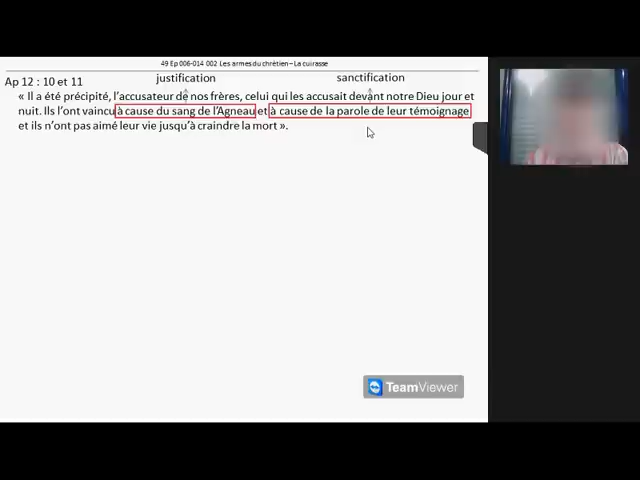 49 Ep 006-014 002 Les armes du chrétien – La cuirasse
Ap 12 : 10 et 11
justification
sanctification
« Il a été précipité, l'accusateur de nos frères, celui qui les accusait devant notre Dieu jour et
nuit. Ils l'ont vaincu à cause du sang de l'Agneau et à cause de la parole de leur témoignage
et ils n'ont pas aimé leur vie jusqu'à craindre la mort ».
TeamViewer